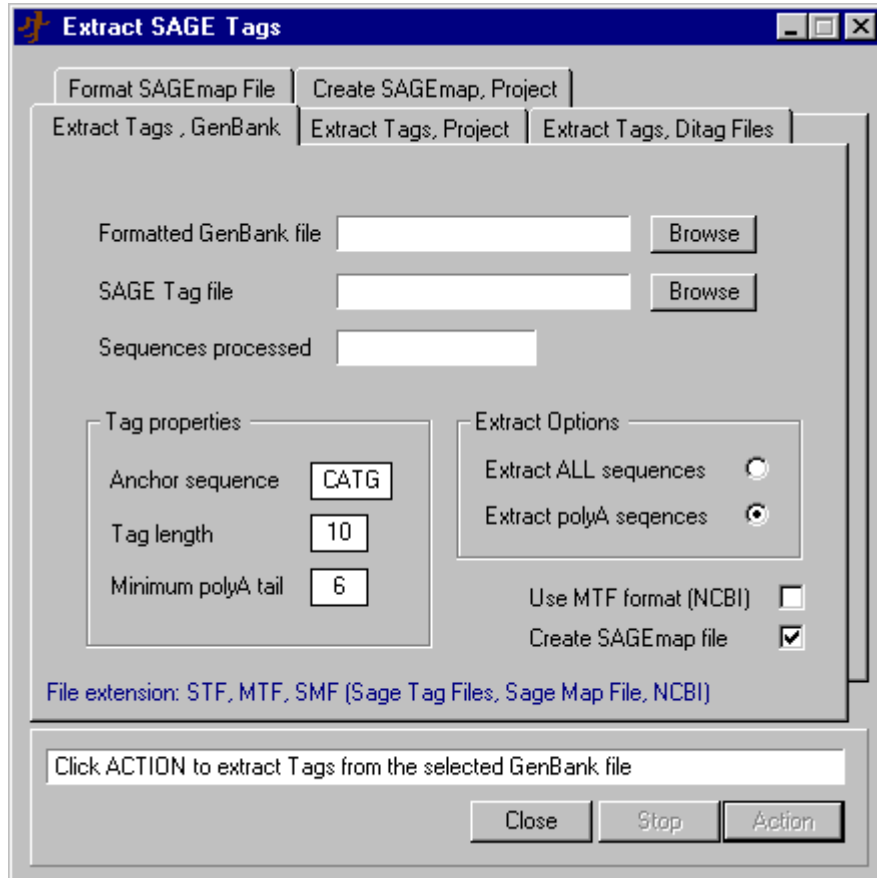 Extract SAGE Tags
Format SAGEmap File
Create SAGEmap, Project
Extract Tags , GenBank
Extract Tags, Project
Extract Tags, Ditag Files
Formatted GenBank file
Browse
SAGE Tag file
Browse
Sequences processed
Tag properties
Anchor sequence CATG
Tag length 10
Minimum polyA tail 6
Extract Options
Extract ALL sequences
Extract polyA seqences
Use MTF format (NCBI)
Create SAGEmap file
File extension: STF, MTF, SMF (Sage Tag Files, Sage Map File, NCBI)
Click ACTION to extract Tags from the selected GenBank file
Close
Stop
Action